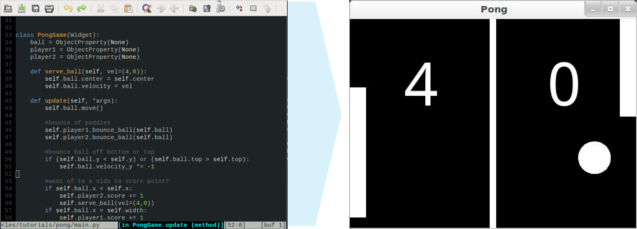 31
32
33 class PongGame(Widget):
34     ball = ObjectProperty(None)
35     player1 = ObjectProperty(None)
36     player2 = ObjectProperty(None)
37
38     def serve_ball(self, vel=(4,0)):
39         self.ball.center = self.center
40         self.ball.velocity = vel
41
42     def update(self, *args):
43         self.ball.move()
44
45         #bounce of paddles
46         self.player1.bounce_ball(self.ball)
47         self.player2.bounce_ball(self.ball)
48
49         #bounce ball off bottom or top
50         if (self.ball.y < self.y) or (self.ball.top > self.top):
51             self.ball.velocity_y *= -1
52
53         #went of to a side to score point?
54         if self.ball.x < self.x:
55             self.player2.score += 1
56             self.serve_ball(vel=(4,0))
57         if self.ball.x > self.width:
58             self.player1.score += 1
<les/tutorials/pong/main.py [in PongGame.update (method)][52:0] [buf 1]
Pong
4 0